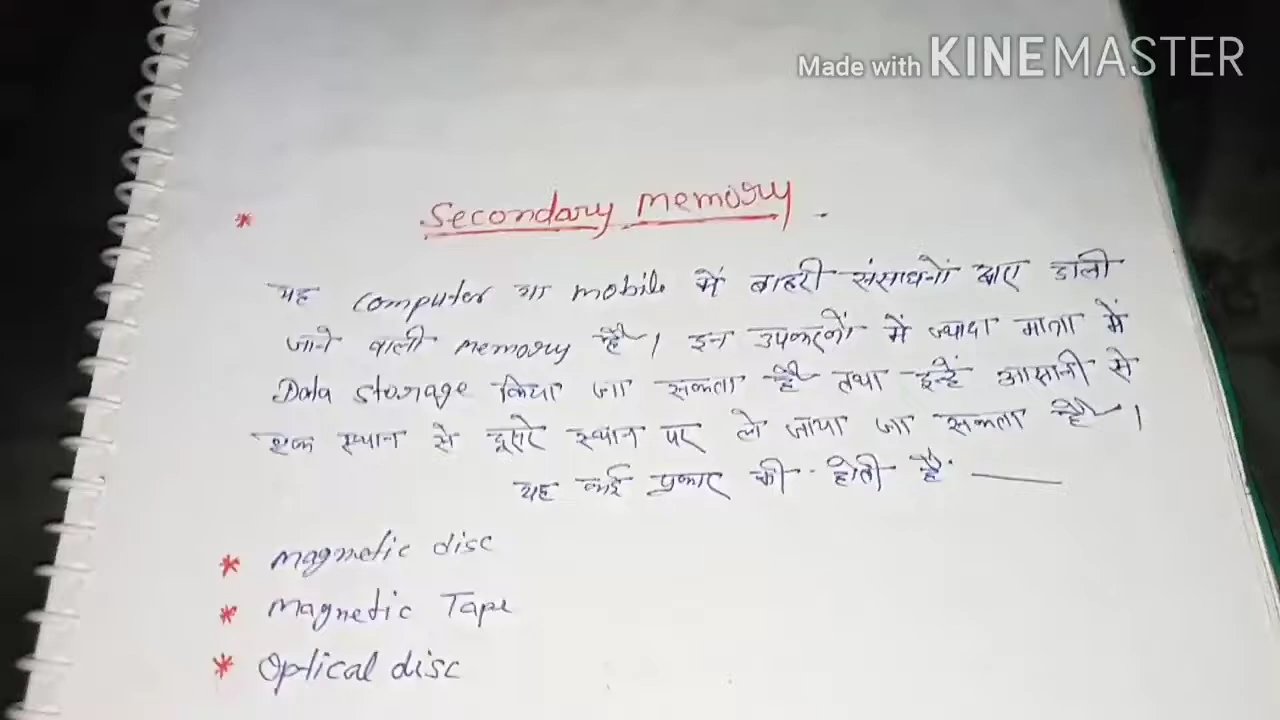 Made with KINEMASTER
* Secondary memory.
यह Computer या mobile में बाहरी संसाधनों द्वारा डाली
जाने वाली memory है। इन उपकरणों में ज्यादा मात्रा में
Data storage किया जा सकता है तथा इन्हें आसानी से
एक स्थान से दूसरे स्थान पर ले जाया जा सकता है।
यह कई प्रकार की होती है —
* magnetic disc
* magnetic Tape
* Optical disc